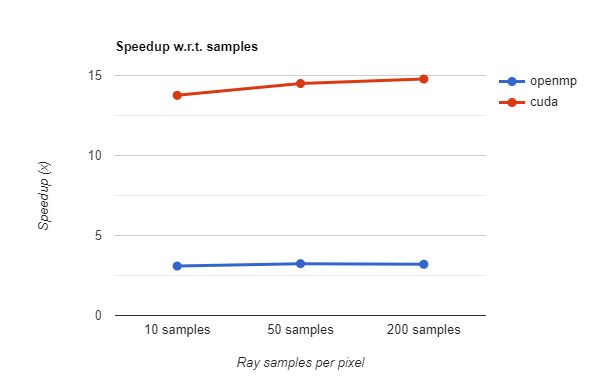 Speedup w.r.t. samples
15
10
5
0
Speedup (x)
10 samples
50 samples
200 samples
Ray samples per pixel
openmp
cuda